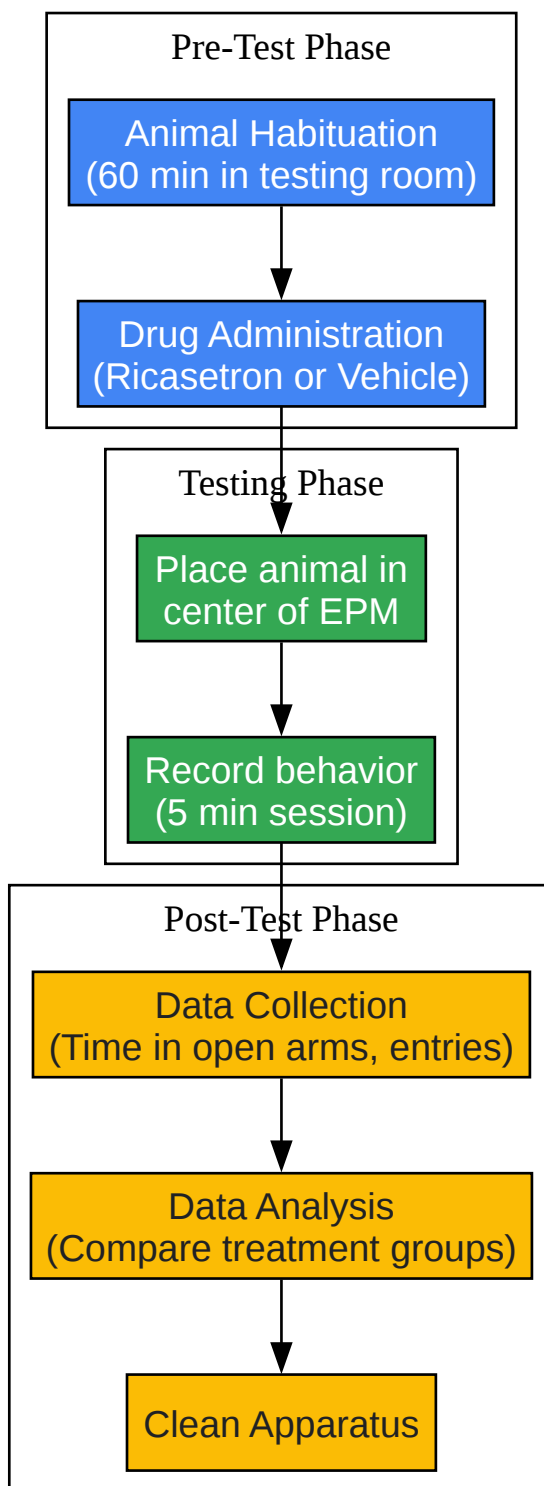 Pre-Test Phase
Animal Habituation
(60 min in testing room)
Drug Administration
(Ricasetron or Vehicle)
Testing Phase
Place animal in
center of EPM
Record behavior
(5 min session)
Post-Test Phase
Data Collection
(Time in open arms, entries)
Data Analysis
(Compare treatment groups)
Clean Apparatus